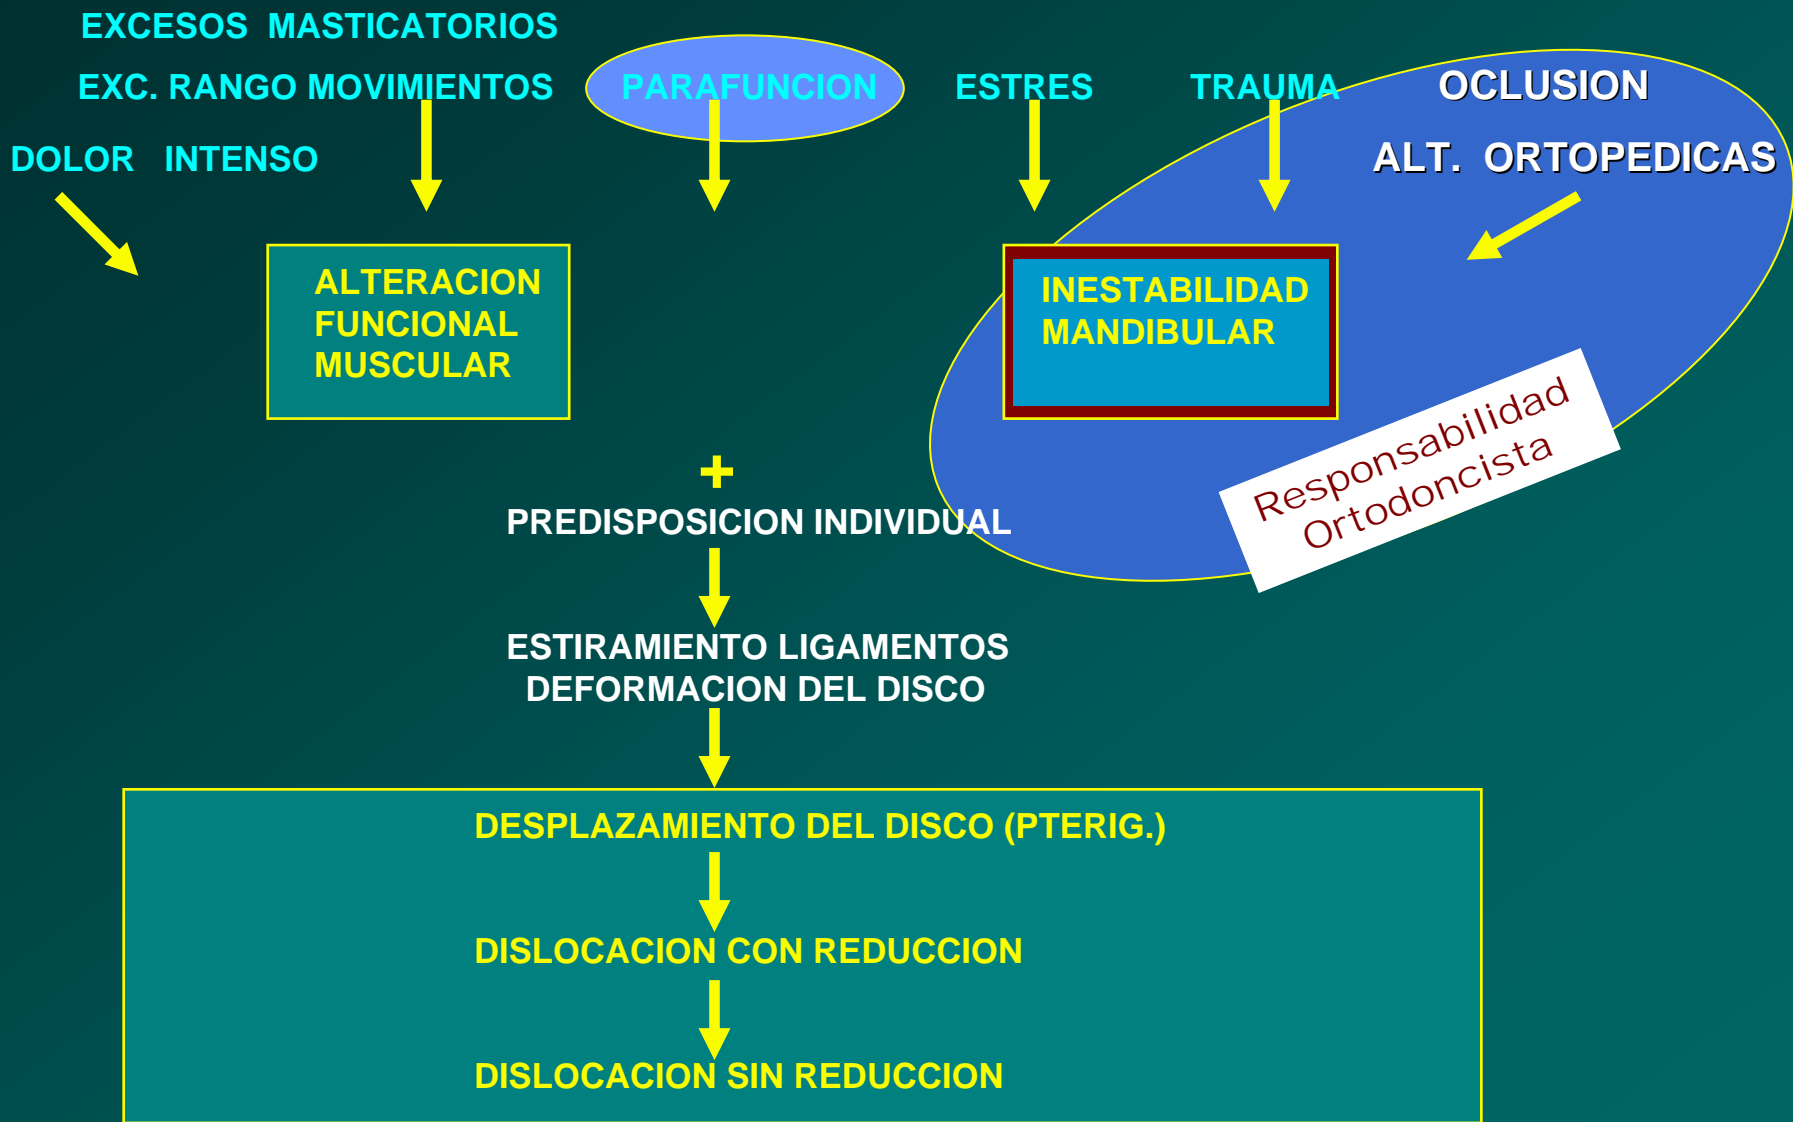 EXCESOS MASTICATORIOS
EXC. RANGO MOVIMIENTOS PARAFUNCION ESTRES TRAUMA OCLUSION
DOLOR INTENSO ALT. ORTOPEDICAS
ALTERACION
FUNCIONAL
MUSCULAR
INESTABILIDAD
MANDIBULAR
Responsabilidad
Ortodoncista
+
PREDISPOSICION INDIVIDUAL
ESTIRAMIENTO LIGAMENTOS
DEFORMACION DEL DISCO
DESPLAZAMIENTO DEL DISCO (PTERIG.)
DISLOCACION CON REDUCCION
DISLOCACION SIN REDUCCION